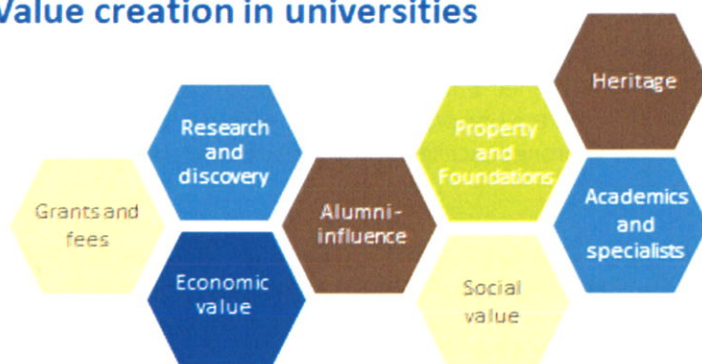 Value creation in universities
Heritage
Research
and
discovery
Property
and
Foundations
Grants and
fees
Alumni-
influence
Academics
and
specialists
Economic
value
Social
value